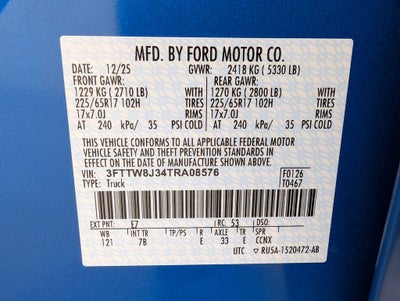 MFD. BY FORD MOTOR CO.
DATE: 12/25 GVWR: 2418 KG ( 5330 LB)
FRONT GAWR: REAR GAWR:
1229 KG ( 2710 LB) WITH 1270 KG ( 2800 LB) WITH
225/65R17 102H TIRES 225/65R17 102H TIRES
17x7.0J RIMS 17x7.0J RIMS
AT 240 kPa/ 35 PSI COLD AT 240 kPa/ 35 PSI COLD
THIS VEHICLE CONFORMS TO ALL APPLICABLE FEDERAL MOTOR
VEHICLE SAFETY AND THEFT PREVENTION STANDARDS IN EFFECT
ON THE DATE OF MANUFACTURE SHOWN ABOVE.
VIN: 3FTTW8J34TRA08576 F0126
TYPE: Truck T0467
EXT PNT: E7 RC: 53 DSO:
WB INT TR TP/PS R AXLE TR SPR
121 7B E 33 E CCNX
UTC RU5A-1520472-AB